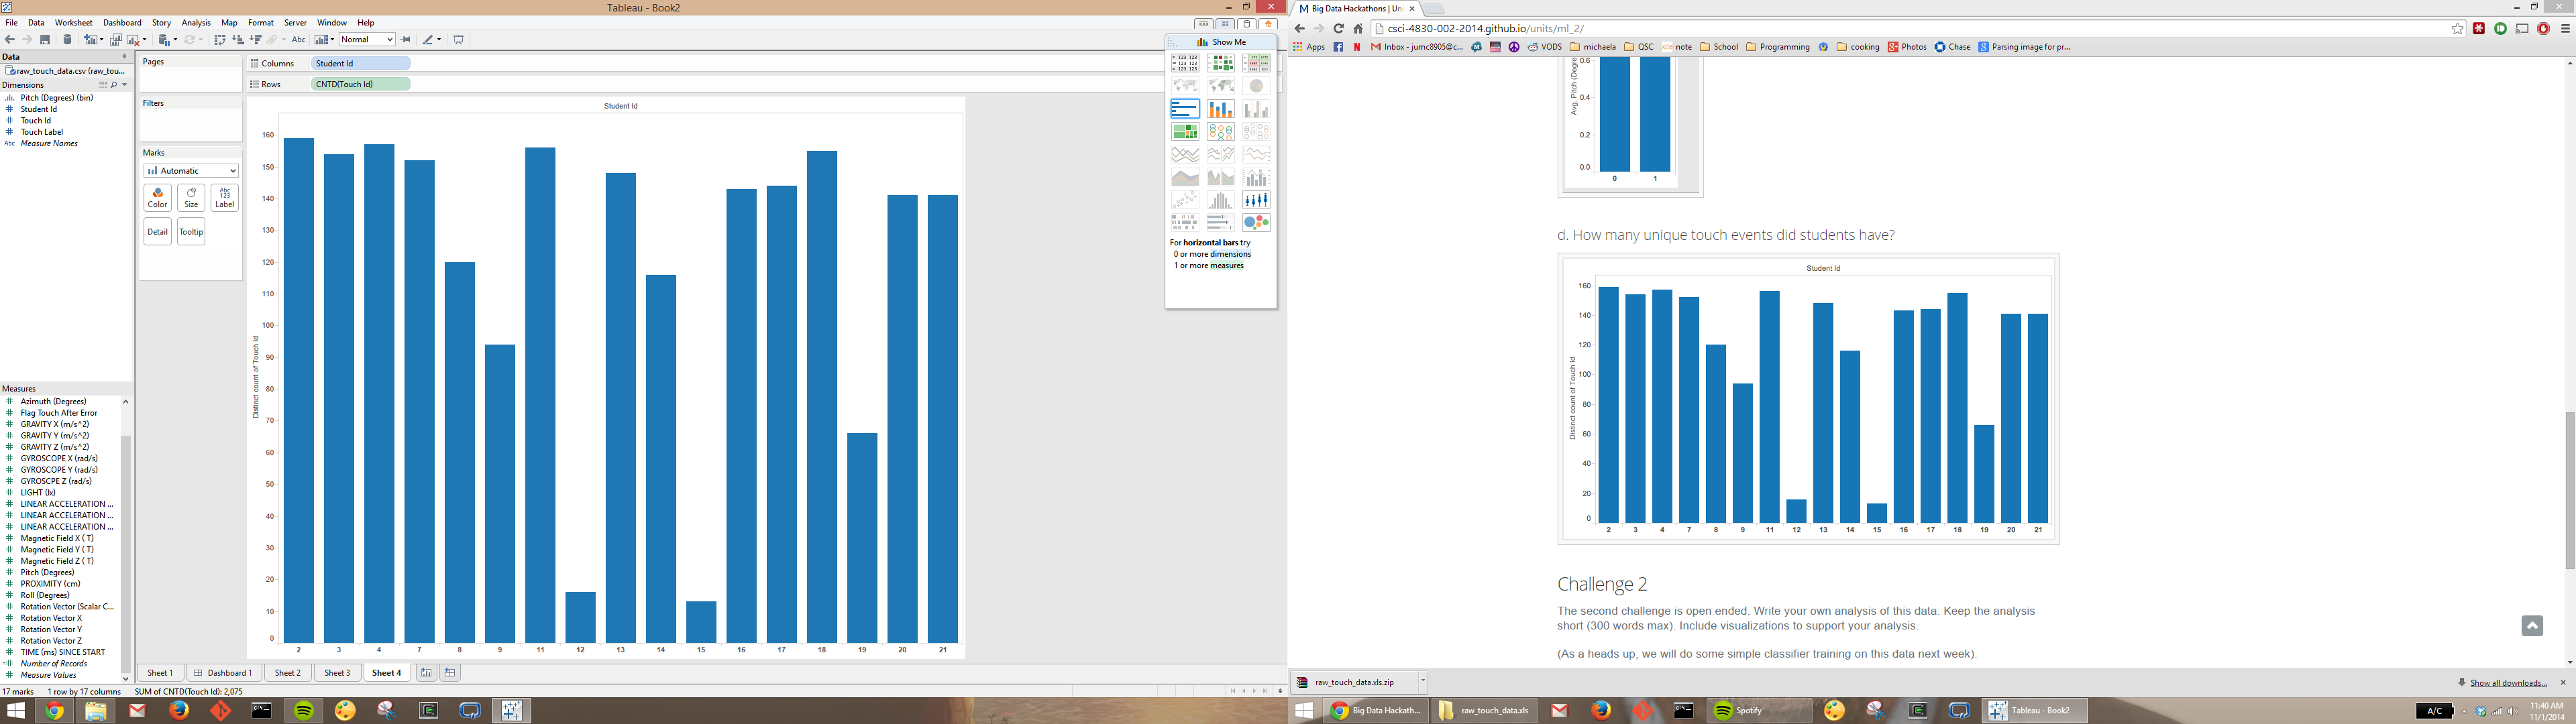 Tableau - Book2
File Data Worksheet Dashboard Story Analysis Map Format Server Window Help
Abc Normal
Show Me
Data
raw_touch_data.csv (raw_tou...
Dimensions
Pitch (Degrees) (bin)
Student Id
Touch Id
Touch Label
Abc Measure Names
Measures
Azimuth (Degrees)
Flag Touch After Error
GRAVITY X (m/s^2)
GRAVITY Y (m/s^2)
GRAVITY Z (m/s^2)
GYROSCOPE X (rad/s)
GYROSCOPE Y (rad/s)
GYROSCPE Z (rad/s)
LIGHT (lx)
LINEAR ACCELERATION ...
LINEAR ACCELERATION ...
LINEAR ACCELERATION ...
Magnetic Field X ( T)
Magnetic Field Y ( T)
Magnetic Field Z ( T)
Pitch (Degrees)
PROXIMITY (cm)
Roll (Degrees)
Rotation Vector (Scalar C...
Rotation Vector X
Rotation Vector Y
Rotation Vector Z
TIME (ms) SINCE START
Number of Records
Measure Values
Pages
Filters
Marks
Automatic
Color Size Label
Detail Tooltip
Columns Student Id
Rows CNTD(Touch Id)
Student Id
Distinct count of Touch Id
160
150
140
130
120
110
100
90
80
70
60
50
40
30
20
10
0
2 3 4 7 8 9 11 12 13 14 15 16 17 18 19 20 21
For horizontal bars try
0 or more dimensions
1 or more measures
Sheet 1 Dashboard 1 Sheet 2 Sheet 3 Sheet 4
17 marks 1 row by 17 columns SUM of CNTD(Touch Id): 2,075
Big Data Hackathons | Uni
csci-4830-002-2014.github.io/units/ml_2/
Apps Inbox - jumc8905@c... VODS michaela QSC note School Programming cooking Photos Chase Parsing image for pr...
Avg. Pitch (Degre
0.6
0.4
0.2
0.0
0 1
d. How many unique touch events did students have?
Student Id
Distinct count of Touch Id
160
140
120
100
80
60
40
20
0
2 3 4 7 8 9 11 12 13 14 15 16 17 18 19 20 21
Challenge 2
The second challenge is open ended. Write your own analysis of this data. Keep the analysis
short (300 words max). Include visualizations to support your analysis.
(As a heads up, we will do some simple classifier training on this data next week).
raw_touch_data.xls.zip
Show all downloads...
Big Data Hackath... raw_touch_data.xls Spotify Tableau - Book2
A/C
11:40 AM
11/1/2014